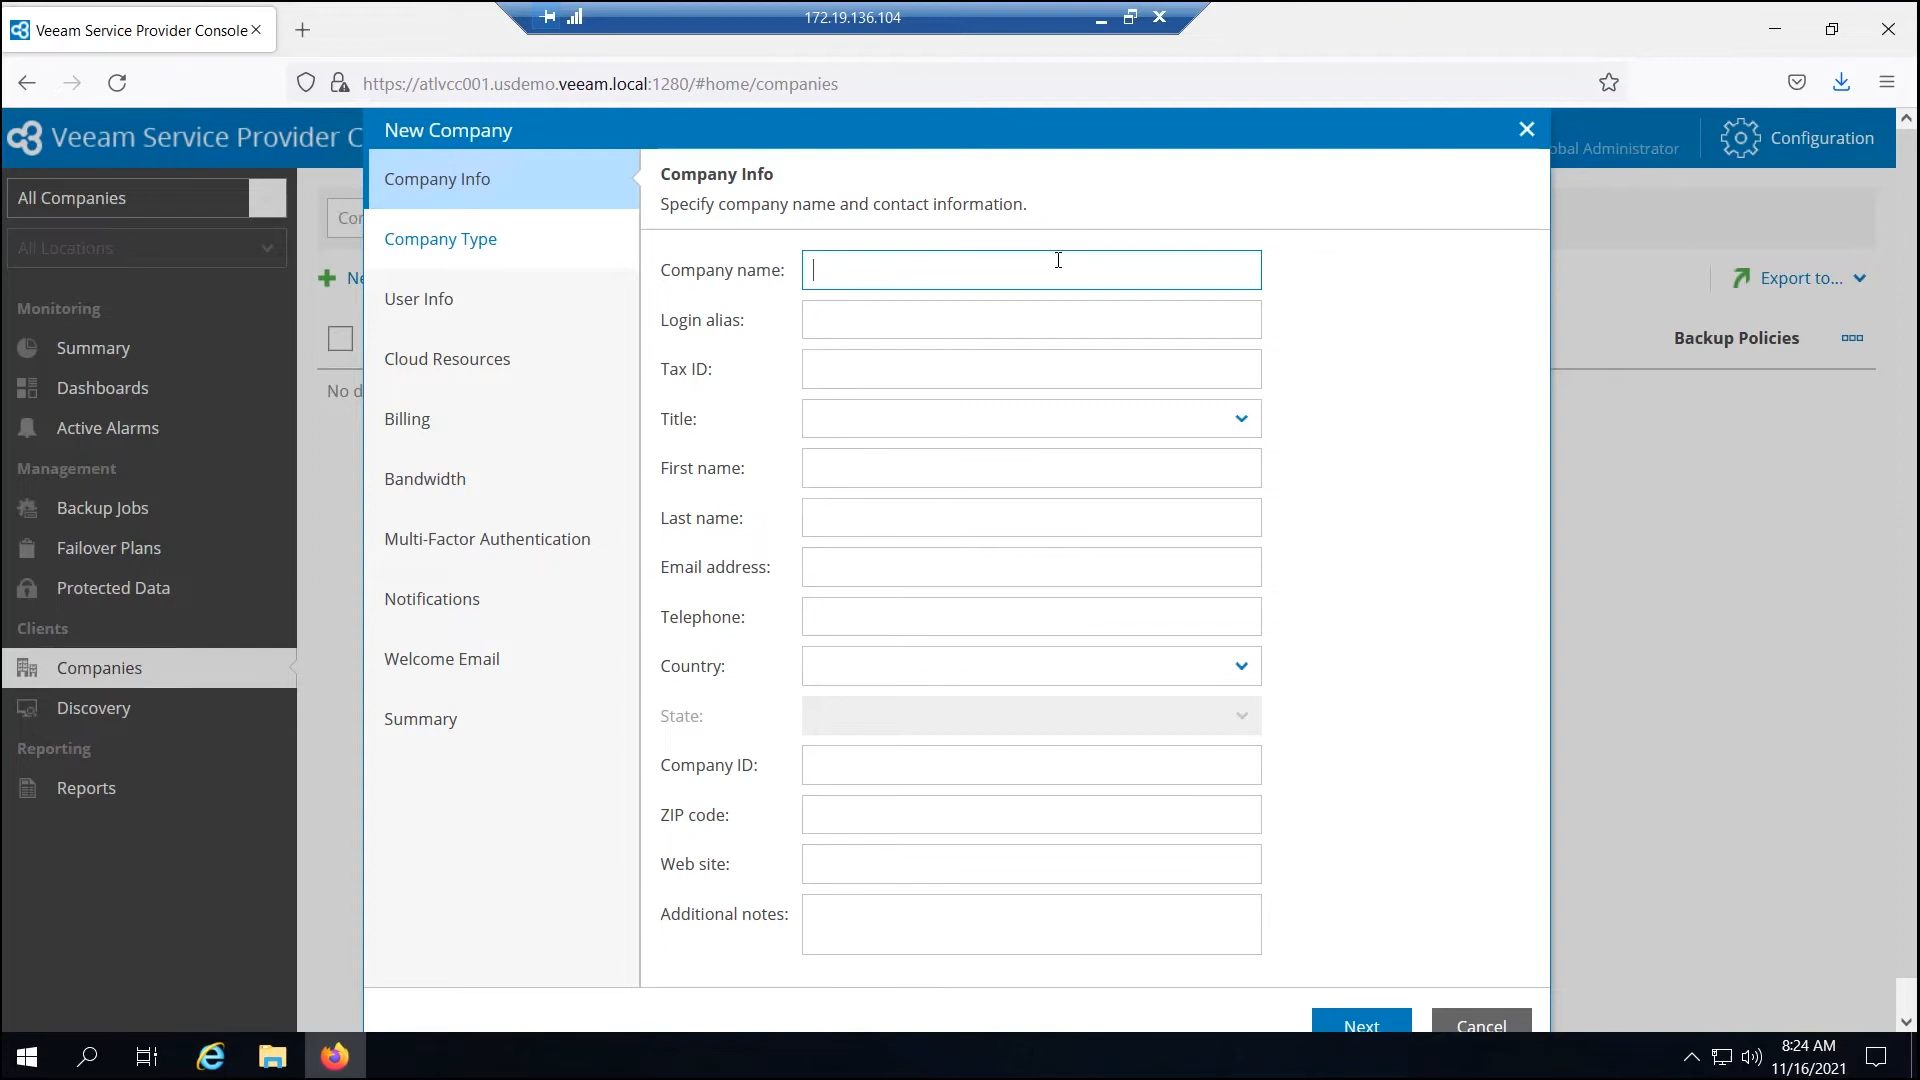 Veeam Service Provider Console
172.19.136.104
https://atlvcc001.usdemo.veeam.local:1280/#home/companies
Veeam Service Provider C
New Company
obal Administrator
Configuration
All Companies
All Locations
Monitoring
Summary
Dashboards
Active Alarms
Management
Backup Jobs
Failover Plans
Protected Data
Clients
Companies
Discovery
Reporting
Reports
Cor
Ne
No d
Company Info
Company Type
User Info
Cloud Resources
Billing
Bandwidth
Multi-Factor Authentication
Notifications
Welcome Email
Summary
Company Info
Specify company name and contact information.
Company name:
Login alias:
Tax ID:
Title:
First name:
Last name:
Email address:
Telephone:
Country:
State:
Company ID:
ZIP code:
Web site:
Additional notes:
Next
Cancel
Export to...
Backup Policies
8:24 AM
11/16/2021